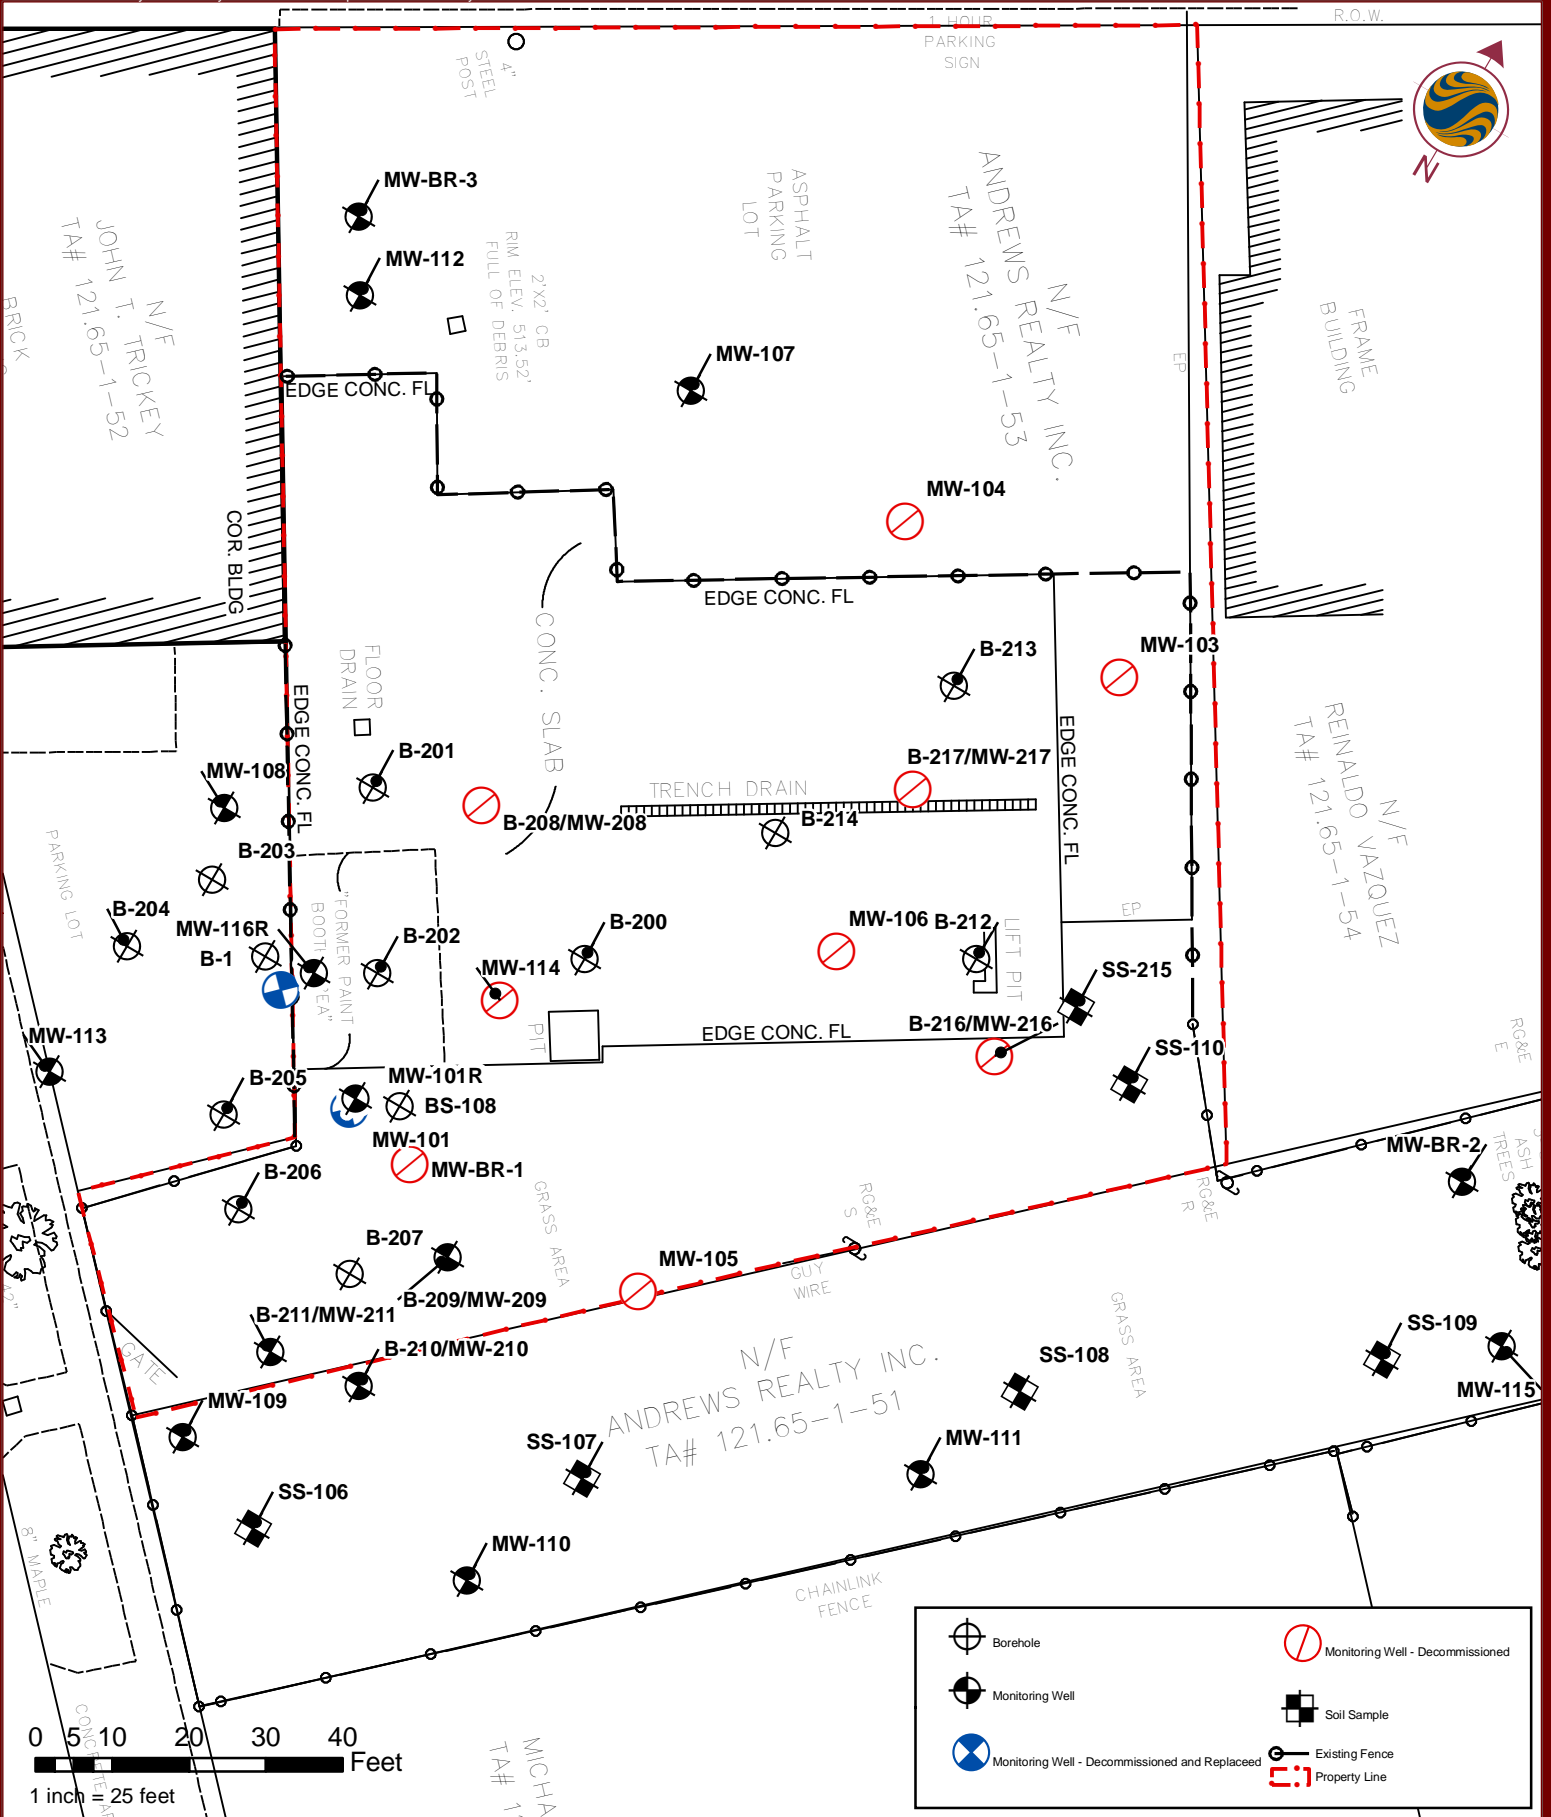 R.O.W.
1 HOUR
PARKING
SIGN
4"
STEEL
POST
N
MW-BR-3
MW-112
ASPHALT
PARKING
LOT
N/F
ANDREWS REALTY INC.
TA# 121.65-1-53
N/F
JOHN T. TRICKEY
TA# 121.65-1-52
BRICK
2'X2' CB
RIM ELEV. 513.52'
FULL OF DEBRIS
EP
FRAME
BUILDING
MW-107
EDGE CONC. FL
MW-104
COR. BLDG
EDGE CONC. FL
CONC. SLAB
FLOOR
DRAIN
B-213
MW-103
EDGE CONC. FL
EDGE CONC. FL
N/F
REINALDO VAZQUEZ
TA# 121.65-1-54
B-201
MW-108
B-217/MW-217
TRENCH DRAIN
B-208/MW-208
B-214
B-203
PARKING LOT
B-204
MW-116R
B-1
"FORMER PAINT
BOOTH
EA"
B-202
B-200
MW-106
B-212
EP
LIFT PIT
MW-114
SS-215
B-216/MW-216
PIT
EDGE CONC. FL
MW-113
SS-110
RG&E
E
B-205
MW-101R
BS-108
MW-101
MW-BR-1
MW-BR-2
ASH
TREES
B-206
GRASS AREA
RG&E
S
RG&E
R
B-207
MW-105
GUY
WIRE
B-209/MW-209
B-211/MW-211
42"
GATE
B-210/MW-210
GRASS AREA
SS-109
SS-108
MW-115
N/F
ANDREWS REALTY INC.
TA# 121.65-1-51
MW-109
SS-107
MW-111
SS-106
MW-110
8" MAPLE
CHAINLINK
FENCE
CONCRETE
MICHA
TA# 1
0 5 10 20 30 40
Feet
1 inch = 25 feet
Borehole
Monitoring Well - Decommissioned
Monitoring Well
Soil Sample
Monitoring Well - Decommissioned and Replaceed
Existing Fence
Property Line